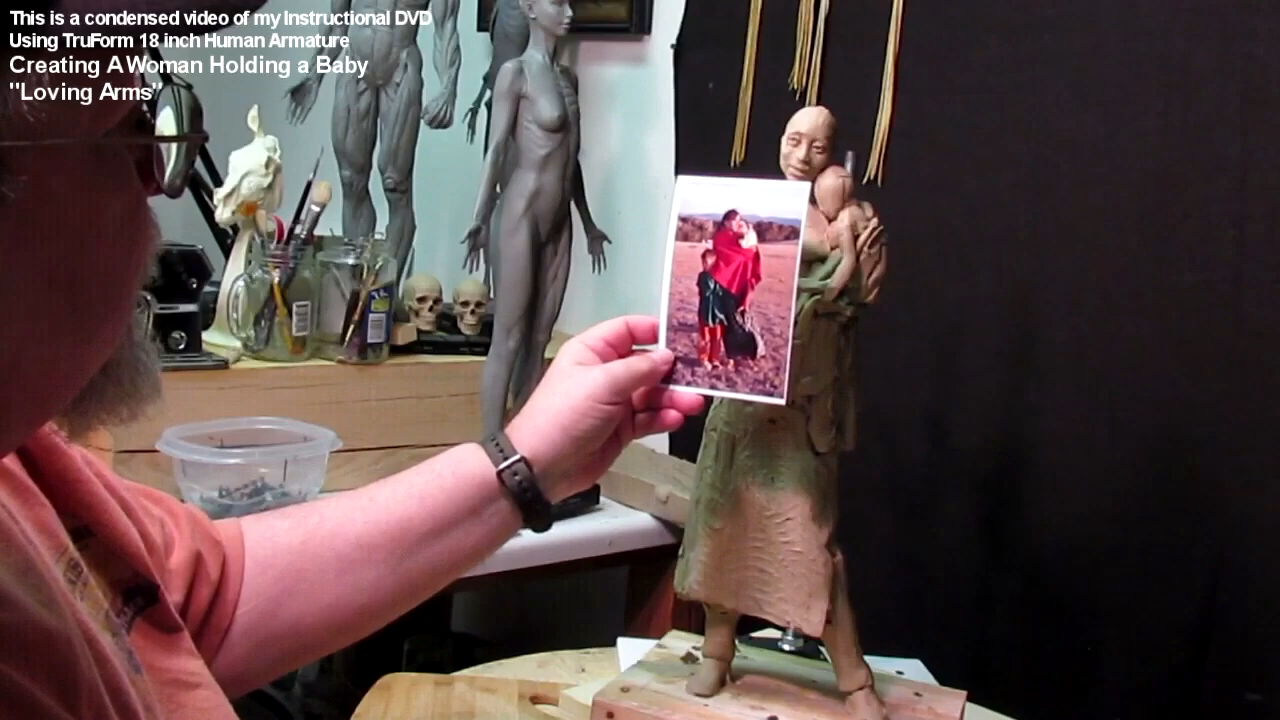 This is a condensed video of my Instructional DVD
Using TruForm 18 inch Human Armature
Creating A Woman Holding a Baby
"Loving Arms"